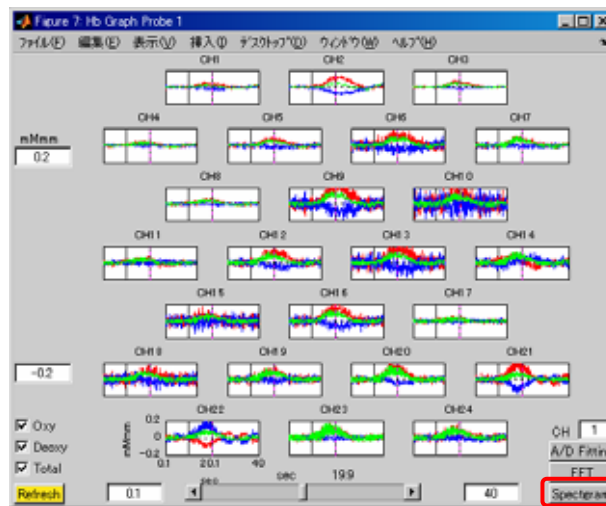 Figure 7: Hb Graph Probe 1
ファイル(F) 編集(E) 表示(V) 挿入(I) デスクトップ(D) ウィンドウ(W) ヘルプ(H)
CH1 CH2 CH3
CH4 CH5 CH6 CH7
mMmm
0.2
CH8 CH9 CH10
CH11 CH12 CH13 CH14
CH15 CH16 CH17
-0.2
CH18 CH19 CH20 CH21
CH22 CH23 CH24
mMmm
0.2
0
-0.2
0.1 20.1 40
sec
Oxy
Deoxy
Total
Refresh
0.1
sec 19.9
40
CH 1
A/D Fittin
FFT
Spectgram